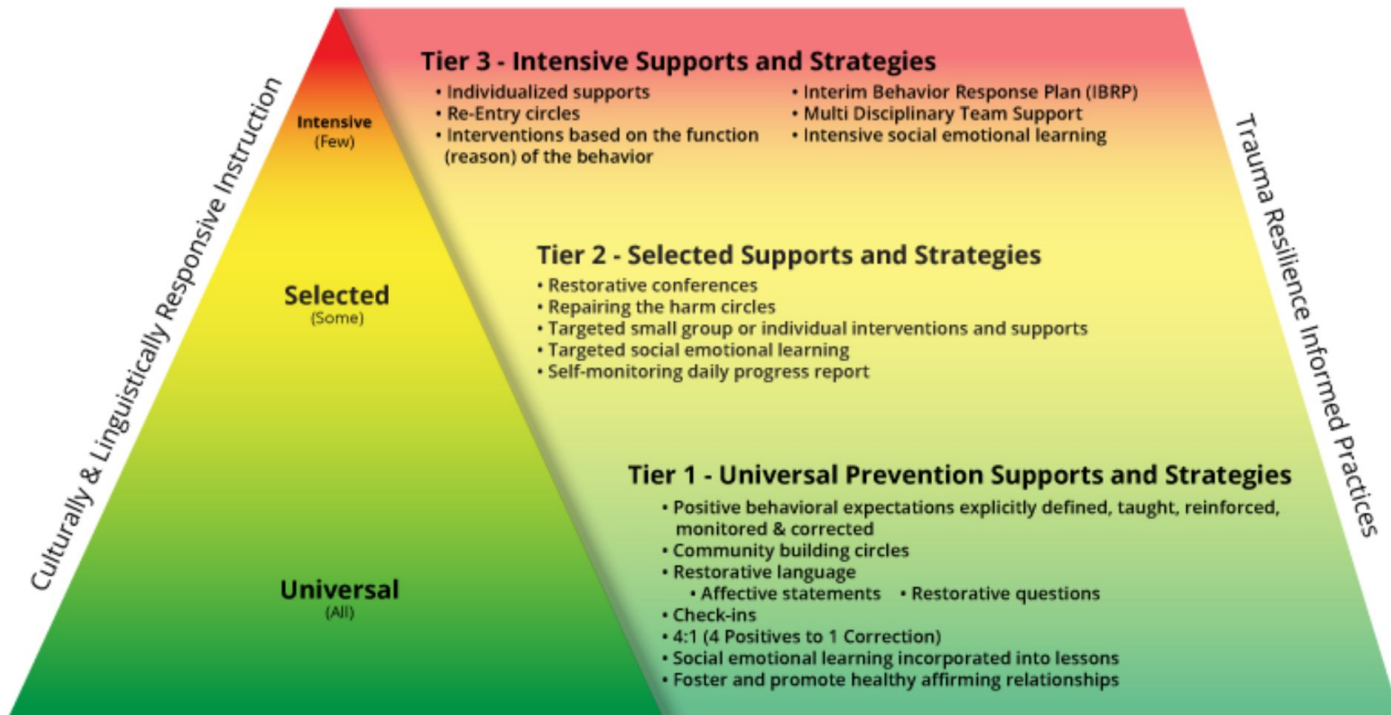 Culturally & Linguistically Responsive Instruction
Intensive
(Few)
Selected
(Some)
Universal
(All)
Tier 3 - Intensive Supports and Strategies
• Individualized supports
• Re-Entry circles
• Interventions based on the function
(reason) of the behavior
• Interim Behavior Response Plan (IBRP)
• Multi Disciplinary Team Support
• Intensive social emotional learning
Tier 2 - Selected Supports and Strategies
• Restorative conferences
• Repairing the harm circles
• Targeted small group or individual interventions and supports
• Targeted social emotional learning
• Self-monitoring daily progress report
Tier 1 - Universal Prevention Supports and Strategies
• Positive behavioral expectations explicitly defined, taught, reinforced,
monitored & corrected
• Community building circles
• Restorative language
• Affective statements • Restorative questions
• Check-ins
• 4:1 (4 Positives to 1 Correction)
• Social emotional learning incorporated into lessons
• Foster and promote healthy affirming relationships
Trauma Resilience Informed Practices